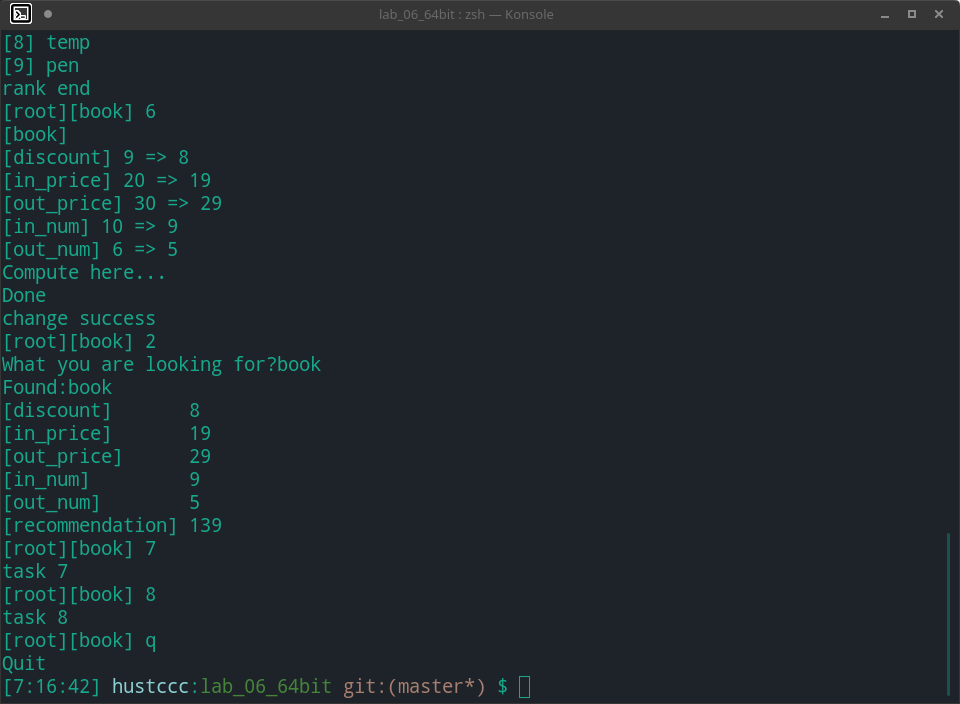 lab_06_64bit : zsh — Konsole
[8] temp
[9] pen
rank end
[root][book] 6
[book]
[discount] 9 => 8
[in_price] 20 => 19
[out_price] 30 => 29
[in_num] 10 => 9
[out_num] 6 => 5
Compute here...
Done
change success
[root][book] 2
What you are looking for?book
Found:book
[discount] 8
[in_price] 19
[out_price] 29
[in_num] 9
[out_num] 5
[recommendation] 139
[root][book] 7
task 7
[root][book] 8
task 8
[root][book] q
Quit
[7:16:42] hustccc:lab_06_64bit git:(master*) $